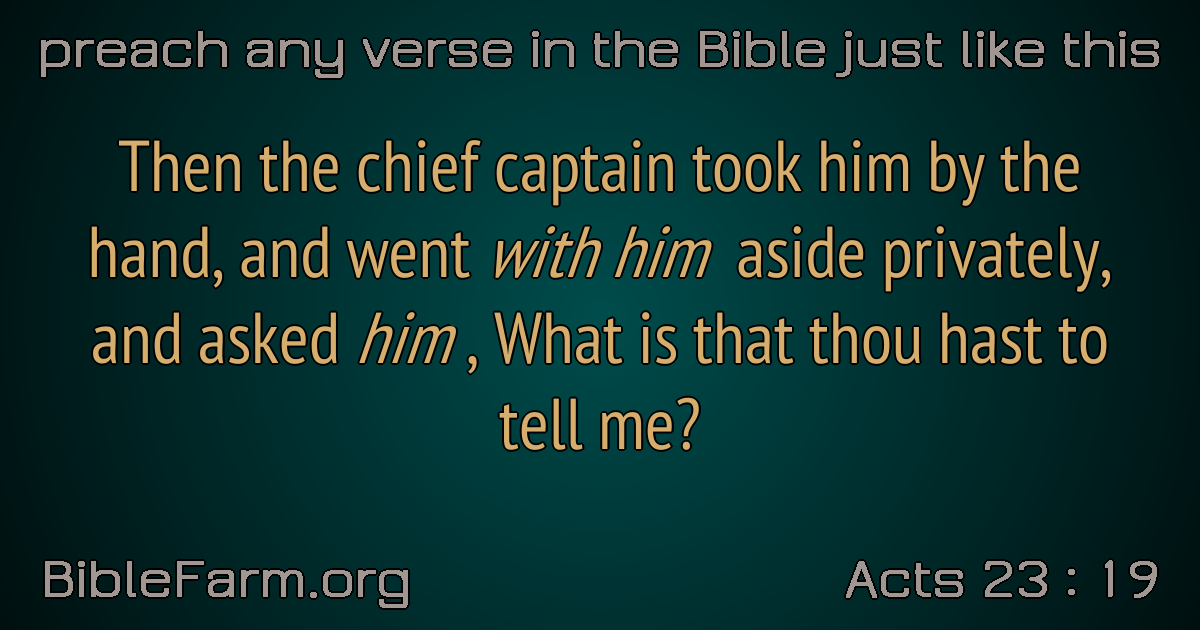 preach any verse in the Bible just like this
Then the chief captain took him by the
hand, and went with him aside privately,
and asked him , What is that thou hast to
tell me?
BibleFarm.org
Acts 23 : 19